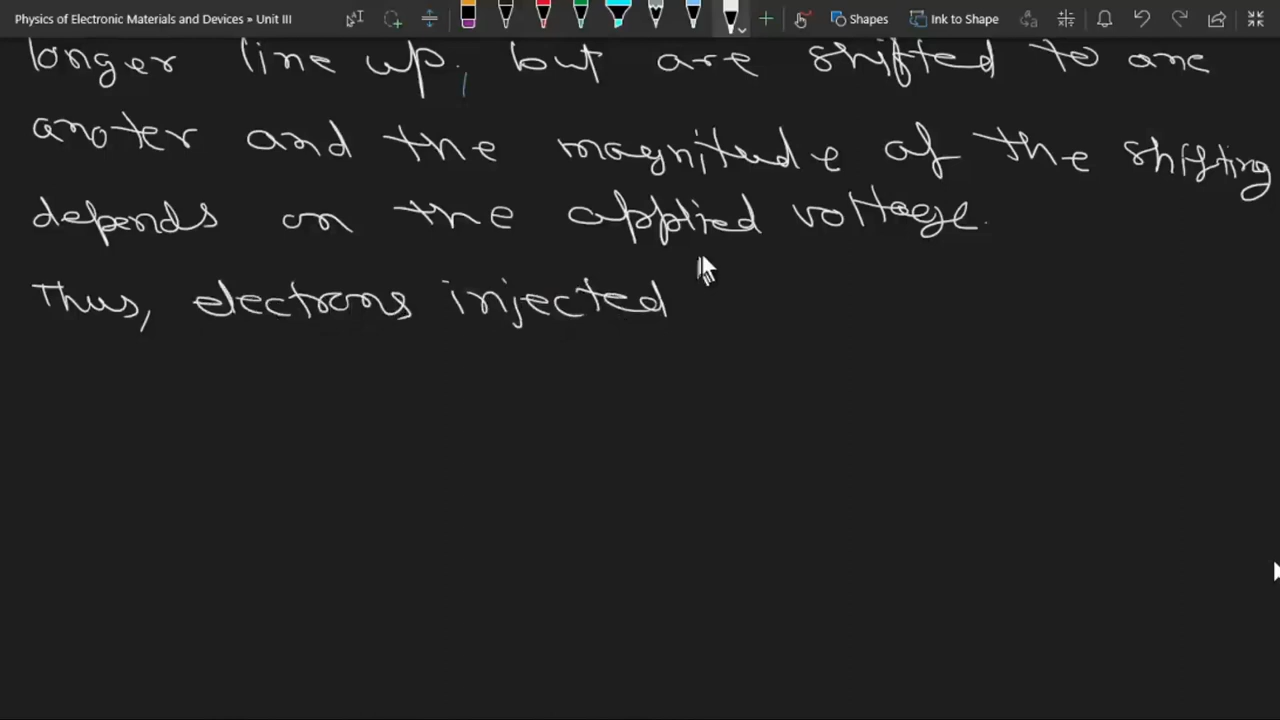 Physics of Electronic Materials and Devices » Unit III
Shapes
Ink to Shape
longer line up, but are shifted to one
anoter and the magnitude of the shifting
depends on the applied voltage.
Thus, electrons injected